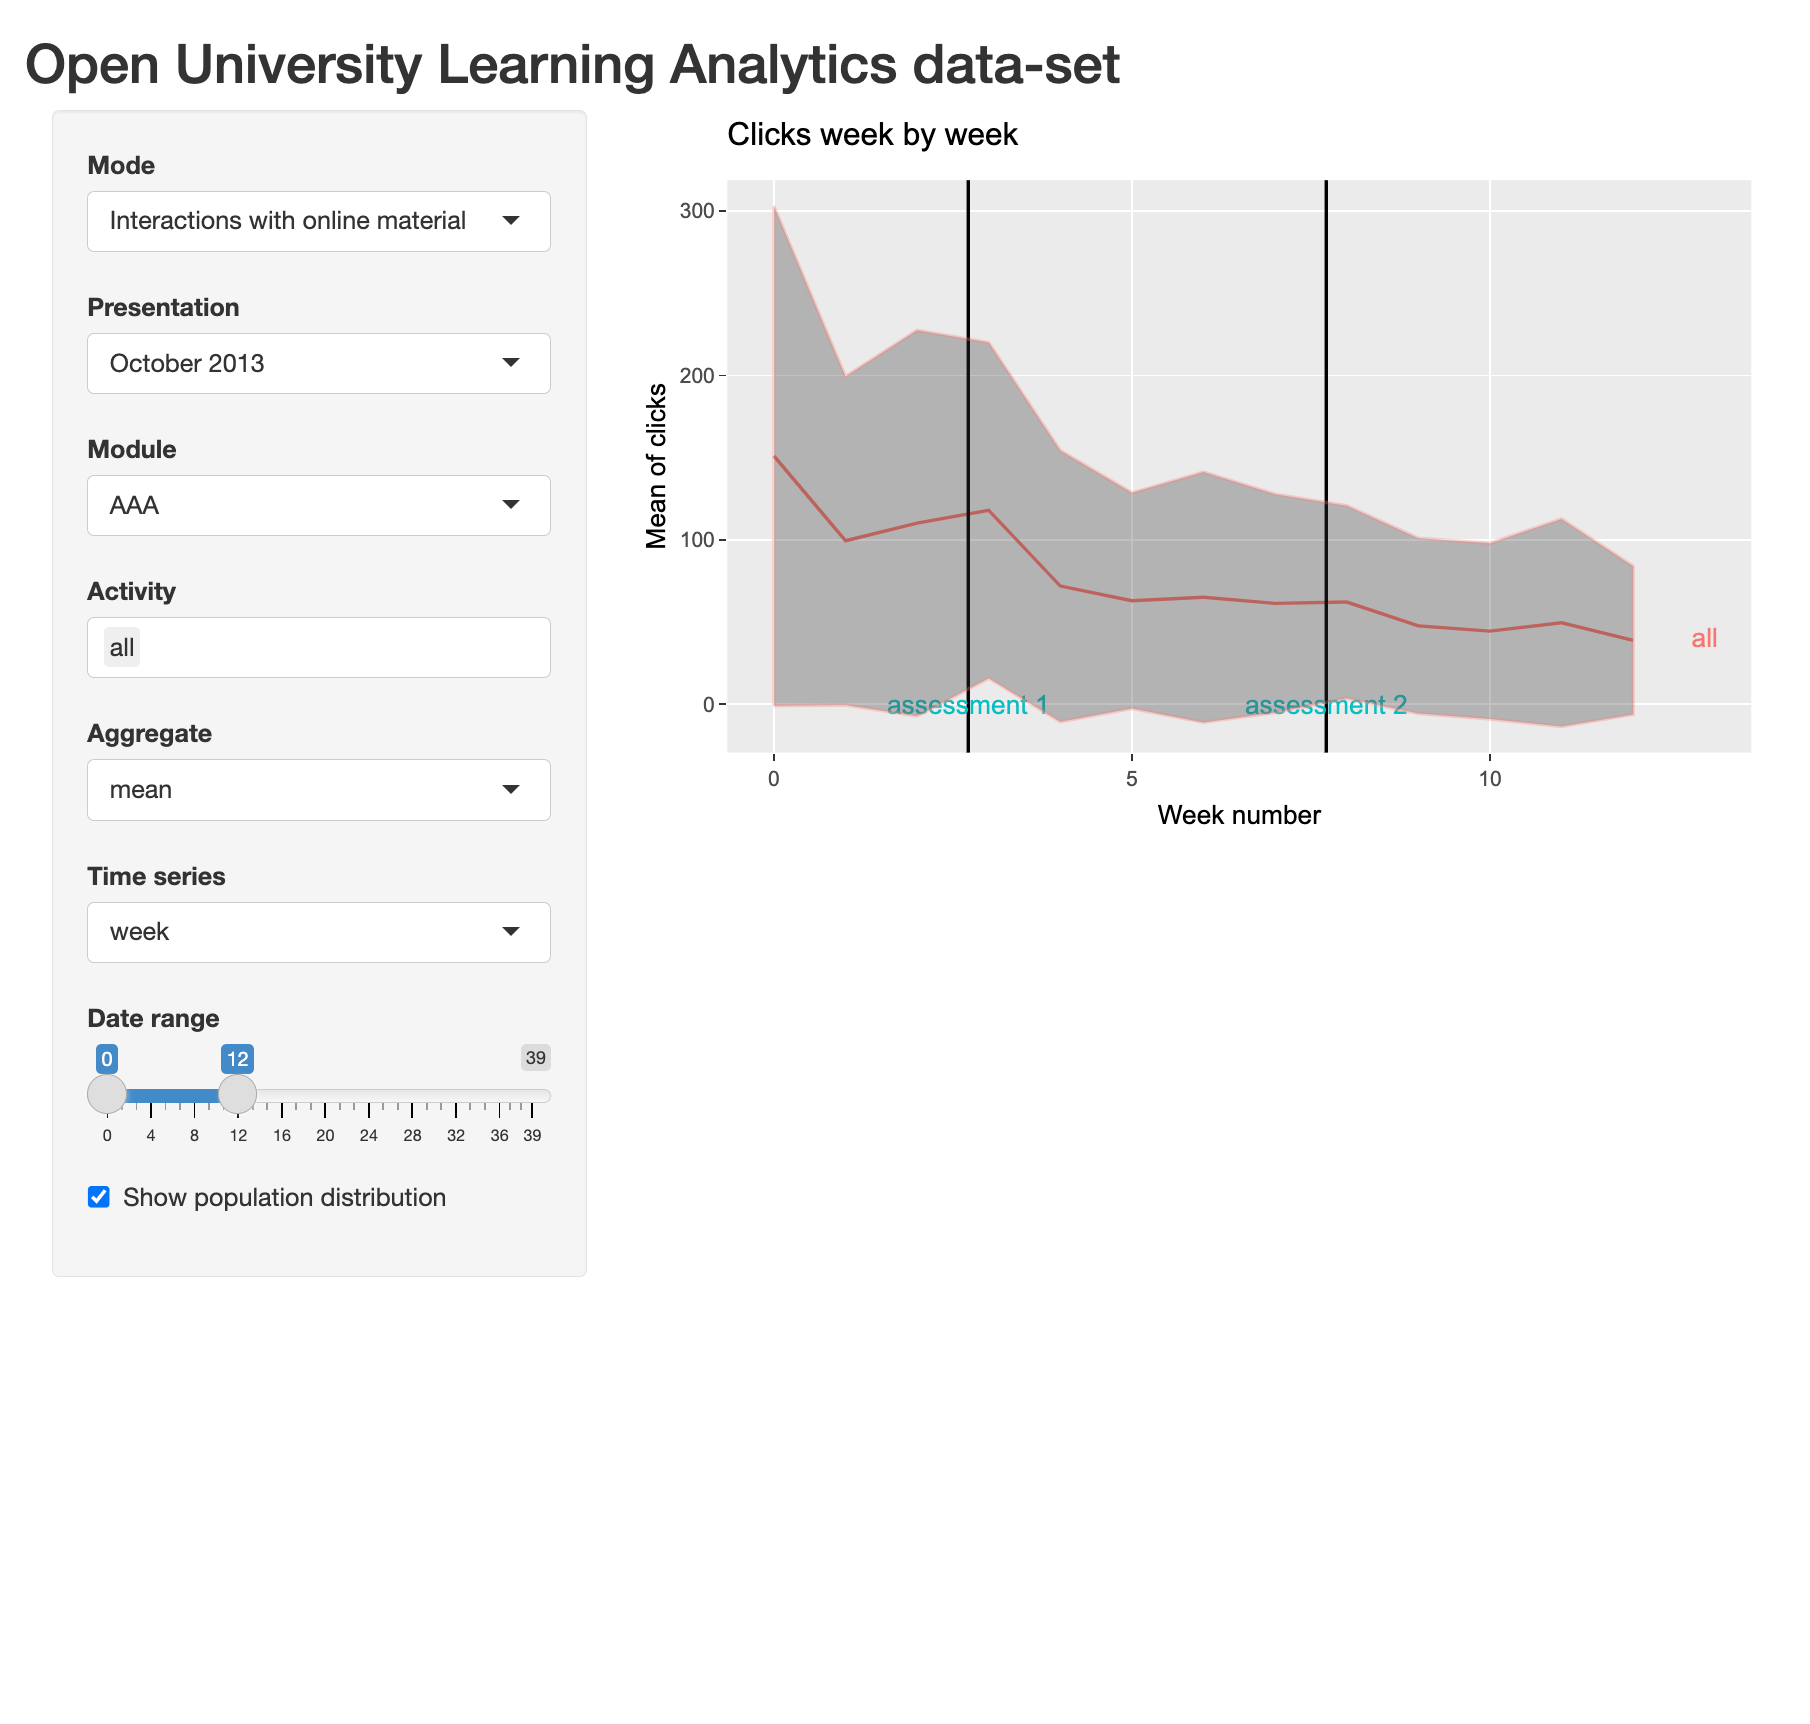 Open University Learning Analytics data-set
Mode
Interactions with online material
Presentation
October 2013
Module
AAA
Activity
all
Aggregate
mean
Time series
week
Date range
0 12 39
0 4 8 12 16 20 24 28 32 36 39
Show population distribution
Clicks week by week
Mean of clicks
300
200
100
0
all
assessment 1 assessment 2
0 5 10
Week number